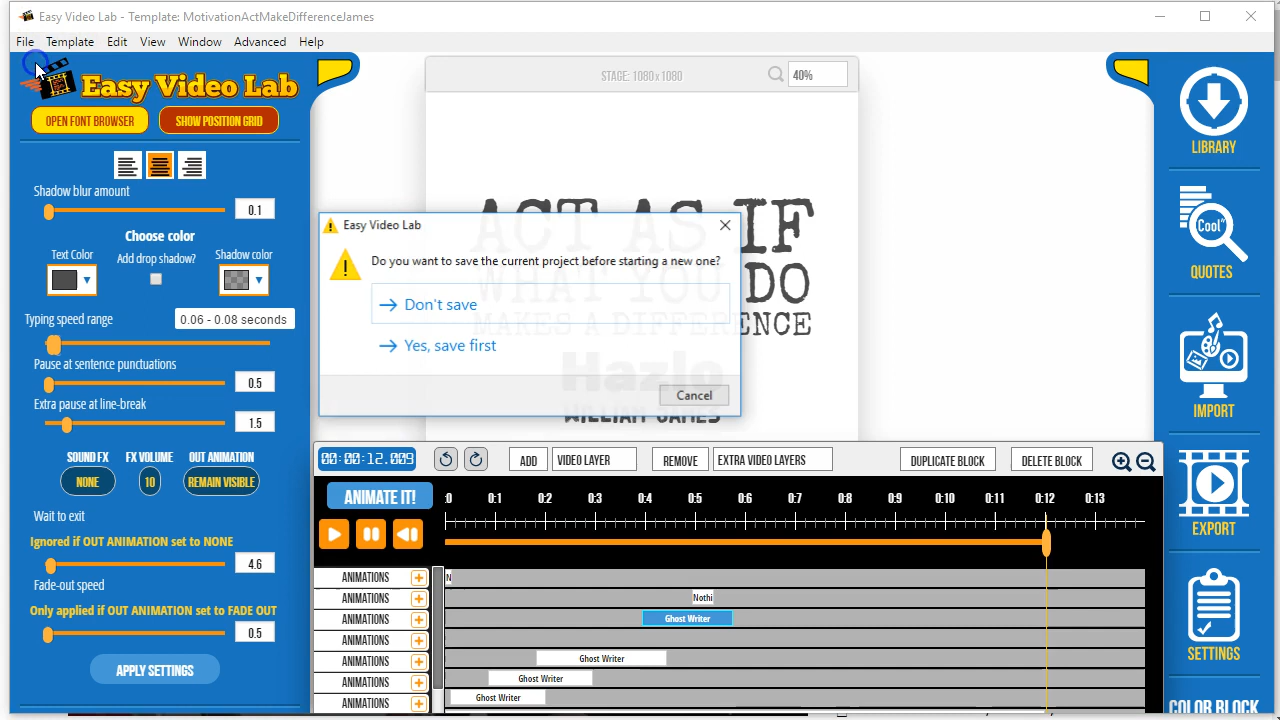 Easy Video Lab - Template: MotivationActMakeDifferenceJames
File Template Edit View Window Advanced Help
Easy Video Lab
OPEN FONT BROWSER SHOW POSITION GRID
Shadow blur amount
0.1
Choose color
Text Color Add drop shadow? Shadow color
Typing speed range 0.06 - 0.08 seconds
Pause at sentence punctuations
0.5
Extra pause at line-break
1.5
SOUND FX FX VOLUME OUT ANIMATION
NONE 10 REMAIN VISIBLE
Wait to exit
Ignored if OUT ANIMATION set to NONE
4.6
Fade-out speed
Only applied if OUT ANIMATION set to FADE OUT
0.5
APPLY SETTINGS
STAGE: 1080x1080 40%
ACT AS IF
WHAT YOU DO
MAKES A DIFFERENCE
Hazlo
WILLIAM JAMES
Easy Video Lab
Do you want to save the current project before starting a new one?
Don't save
Yes, save first
Cancel
00:00:12.009 ADD VIDEO LAYER REMOVE EXTRA VIDEO LAYERS DUPLICATE BLOCK DELETE BLOCK
ANIMATE IT! :0 0:1 0:2 0:3 0:4 0:5 0:6 0:7 0:8 0:9 0:10 0:11 0:12 0:13
ANIMATIONS + N
ANIMATIONS + Nothi
ANIMATIONS + Ghost Writer
ANIMATIONS +
ANIMATIONS + Ghost Writer
ANIMATIONS + Ghost Writer
ANIMATIONS + Ghost Writer
LIBRARY
"Cool"
QUOTES
IMPORT
EXPORT
SETTINGS
COLOR BLOCK